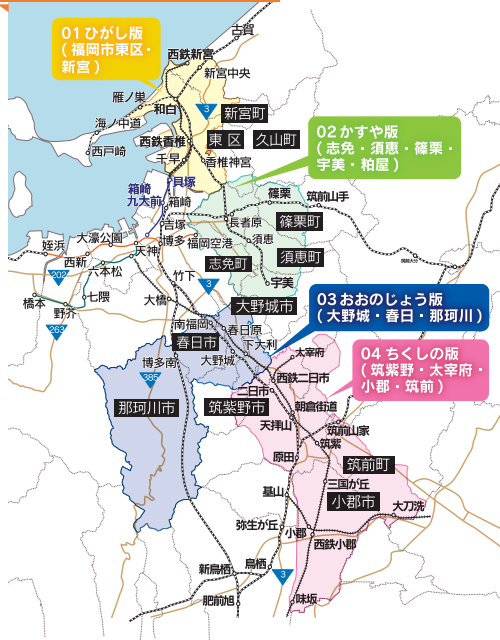 01 ひがし版
( 福岡市東区・
新宮 )
古賀
西鉄新宮
新宮中央
雁ノ巣
和白
3
新宮町
海ノ中道
西鉄香椎
東 区
久山町
西戸崎
千早
香椎神宮
02 かすや版
( 志免・須恵・篠栗・
宇美・粕屋 )
貝塚
箱崎
九大前
箱崎
篠栗
筑前山手
長者原
篠栗町
吉塚
大濠公園
博多
福岡空港
須恵
姪浜
天神
西新
須恵町
志免町
六本松
202
竹下
宇美
3
橋本
七隈
大橋
大野城市
野芥
263
03 おおのじょう版
( 大野城・春日・那珂川 )
南福岡
春日原
春日市
下大利
大野城
太宰府
博多南
385
04 ちくしの版
( 筑紫野・太宰府・
小郡・筑前 )
西鉄二日市
二日市
那珂川市
筑紫野市
朝倉街道
天拝山
筑前山家
筑紫
原田
筑前町
三国が丘
基山
小郡市
大刀洗
弥生が丘
小郡
西鉄小郡
鳥栖
新鳥栖
3
肥前旭
味坂